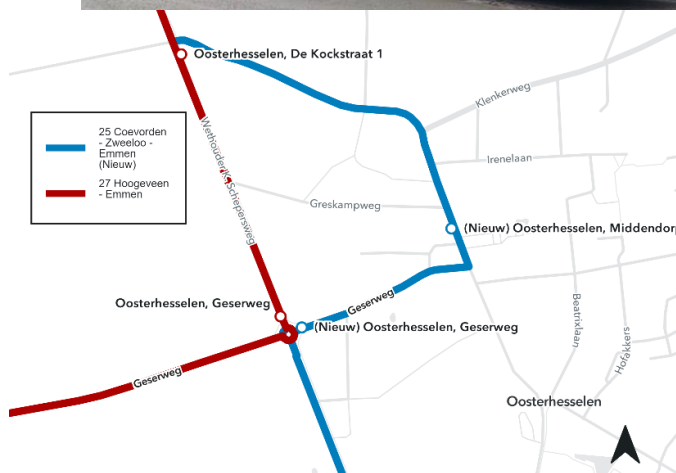 Oosterhesselen, De Kockstraat 1
Klenkerweg
25 Coevorden
- Zweeloo -
Emmen
(Nieuw)
27 Hoogeveen
- Emmen
Wethouder K. Schepersweg
Irenelaan
Greskampweg
(Nieuw) Oosterhesselen, Middendorp
Oosterhesselen, Geserweg
Geserweg
(Nieuw) Oosterhesselen, Geserweg
Beatrixlaan
Hofakkers
Geserweg
Oosterhesselen